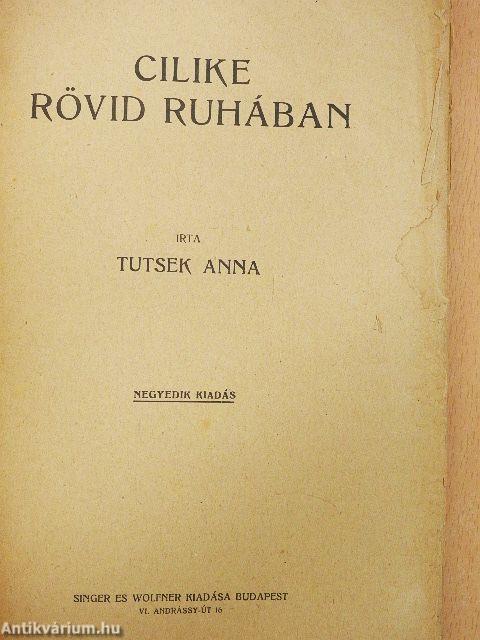 CILIKE
RÖVID RUHÁBAN
IRTA
TUTSEK ANNA
NEGYEDIK KIADÁS
SINGER ES WOLFNER KIADÁSA BUDAPEST
VI. ANDRÁSSY-ÚT 16
Antikvárium.hu